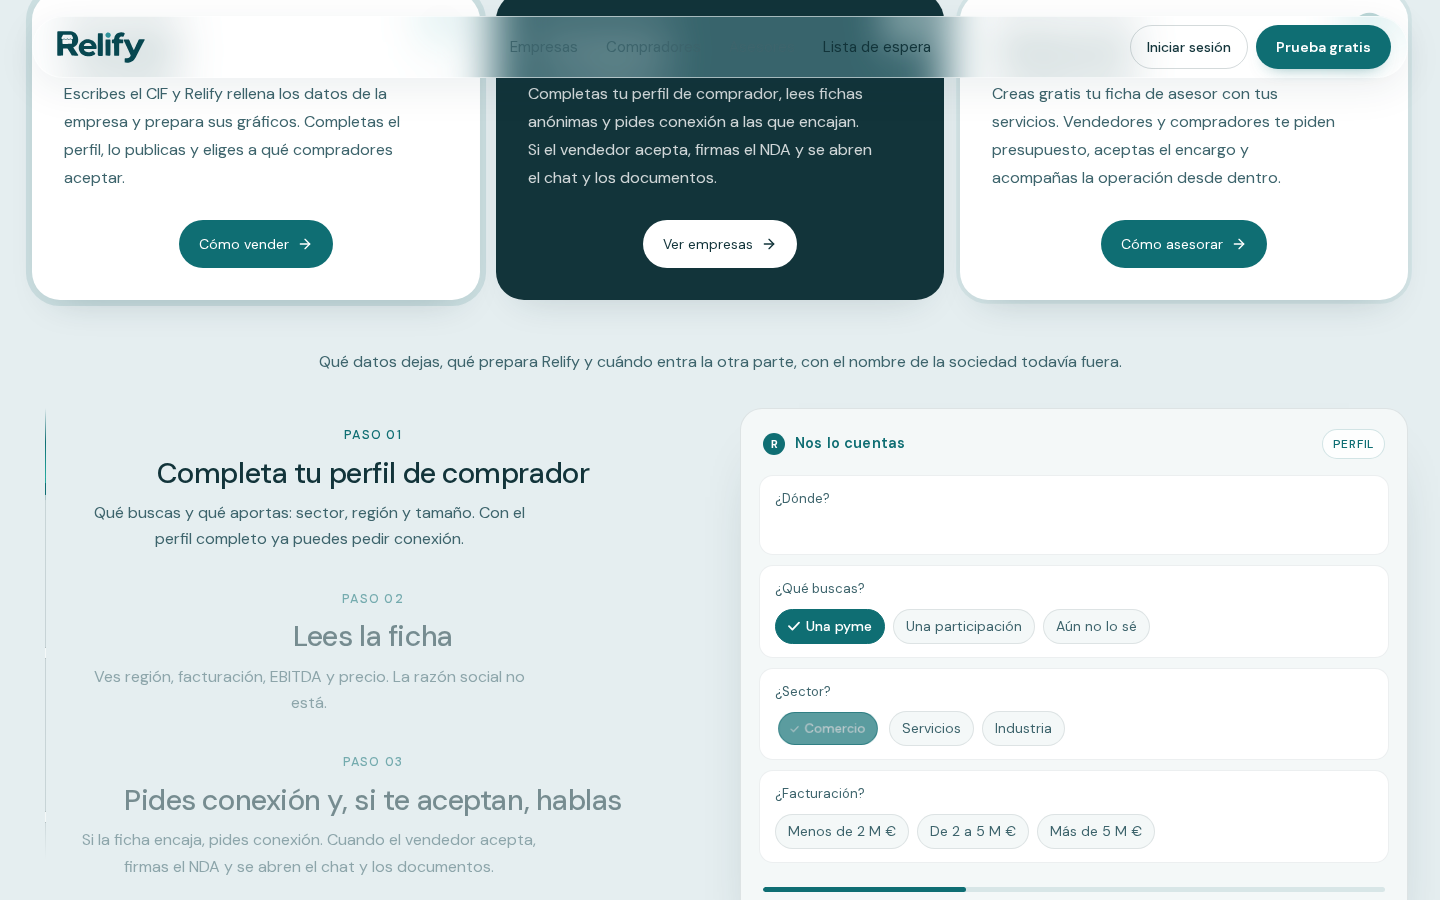 Relify
Empresas
Compradores
Lista de espera
Iniciar sesión
Prueba gratis
Escribes el CIF y Relify rellena los datos de la
empresa y prepara sus gráficos. Completas el
perfil, lo publicas y eliges a qué compradores
aceptar.
Cómo vender
Completas tu perfil de comprador, lees fichas
anónimas y pides conexión a las que encajan.
Si el vendedor acepta, firmas el NDA y se abren
el chat y los documentos.
Ver empresas
Creas gratis tu ficha de asesor con tus
servicios. Vendedores y compradores te piden
presupuesto, aceptas el encargo y
acompañas la operación desde dentro.
Cómo asesorar
Qué datos dejas, qué prepara Relify y cuándo entra la otra parte, con el nombre de la sociedad todavía fuera.
PASO 01
Completa tu perfil de comprador
Qué buscas y qué aportas: sector, región y tamaño. Con el
perfil completo ya puedes pedir conexión.
PASO 02
Lees la ficha
Ves región, facturación, EBITDA y precio. La razón social no
está.
PASO 03
Pides conexión y, si te aceptan, hablas
Si la ficha encaja, pides conexión. Cuando el vendedor acepta,
firmas el NDA y se abren el chat y los documentos.
R Nos lo cuentas
PERFIL
¿Dónde?
¿Qué buscas?
Una pyme
Una participación
Aún no lo sé
¿Sector?
Comercio
Servicios
Industria
¿Facturación?
Menos de 2 M €
De 2 a 5 M €
Más de 5 M €